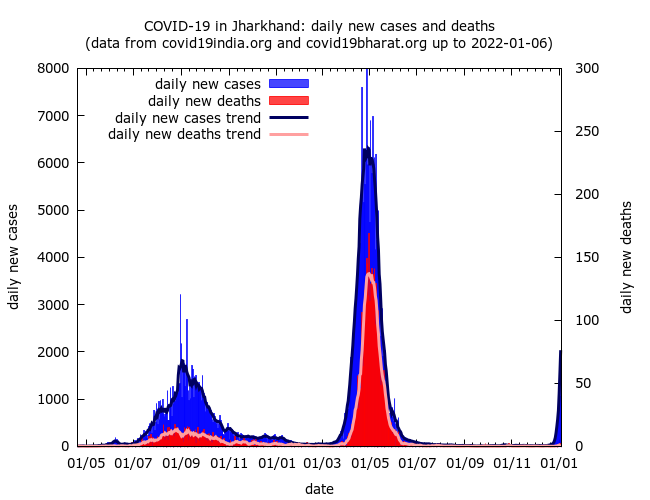 COVID-19 in Jharkhand: daily new cases and deaths
(data from covid19india.org and covid19bharat.org up to 2022-01-06)
daily new cases
daily new deaths
daily new cases trend
daily new deaths trend
8000
7000
6000
5000
4000
3000
2000
1000
0
daily new cases
300
250
200
150
100
50
0
daily new deaths
01/05 01/07 01/09 01/11 01/01 01/03 01/05 01/07 01/09 01/11 01/01
date